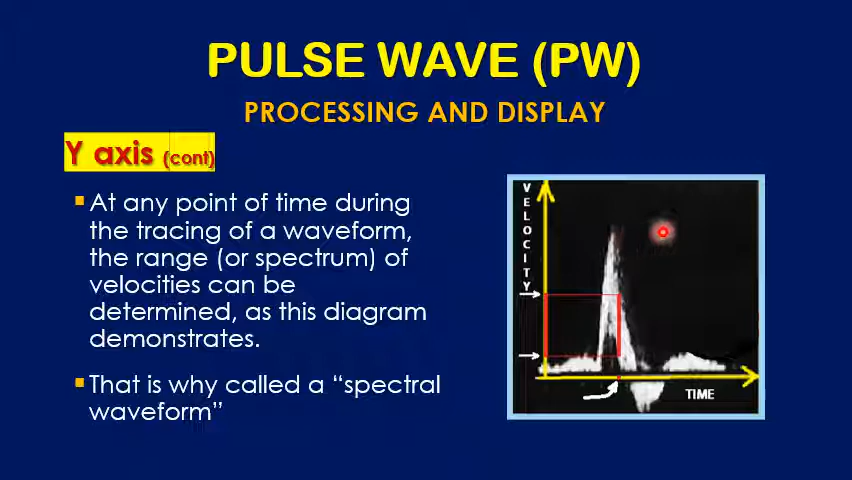 PULSE WAVE (PW)
PROCESSING AND DISPLAY
Y axis (cont)
At any point of time during
the tracing of a waveform,
the range (or spectrum) of
velocities can be
determined, as this diagram
demonstrates.
That is why called a “spectral
waveform”
VELOCITY
TIME